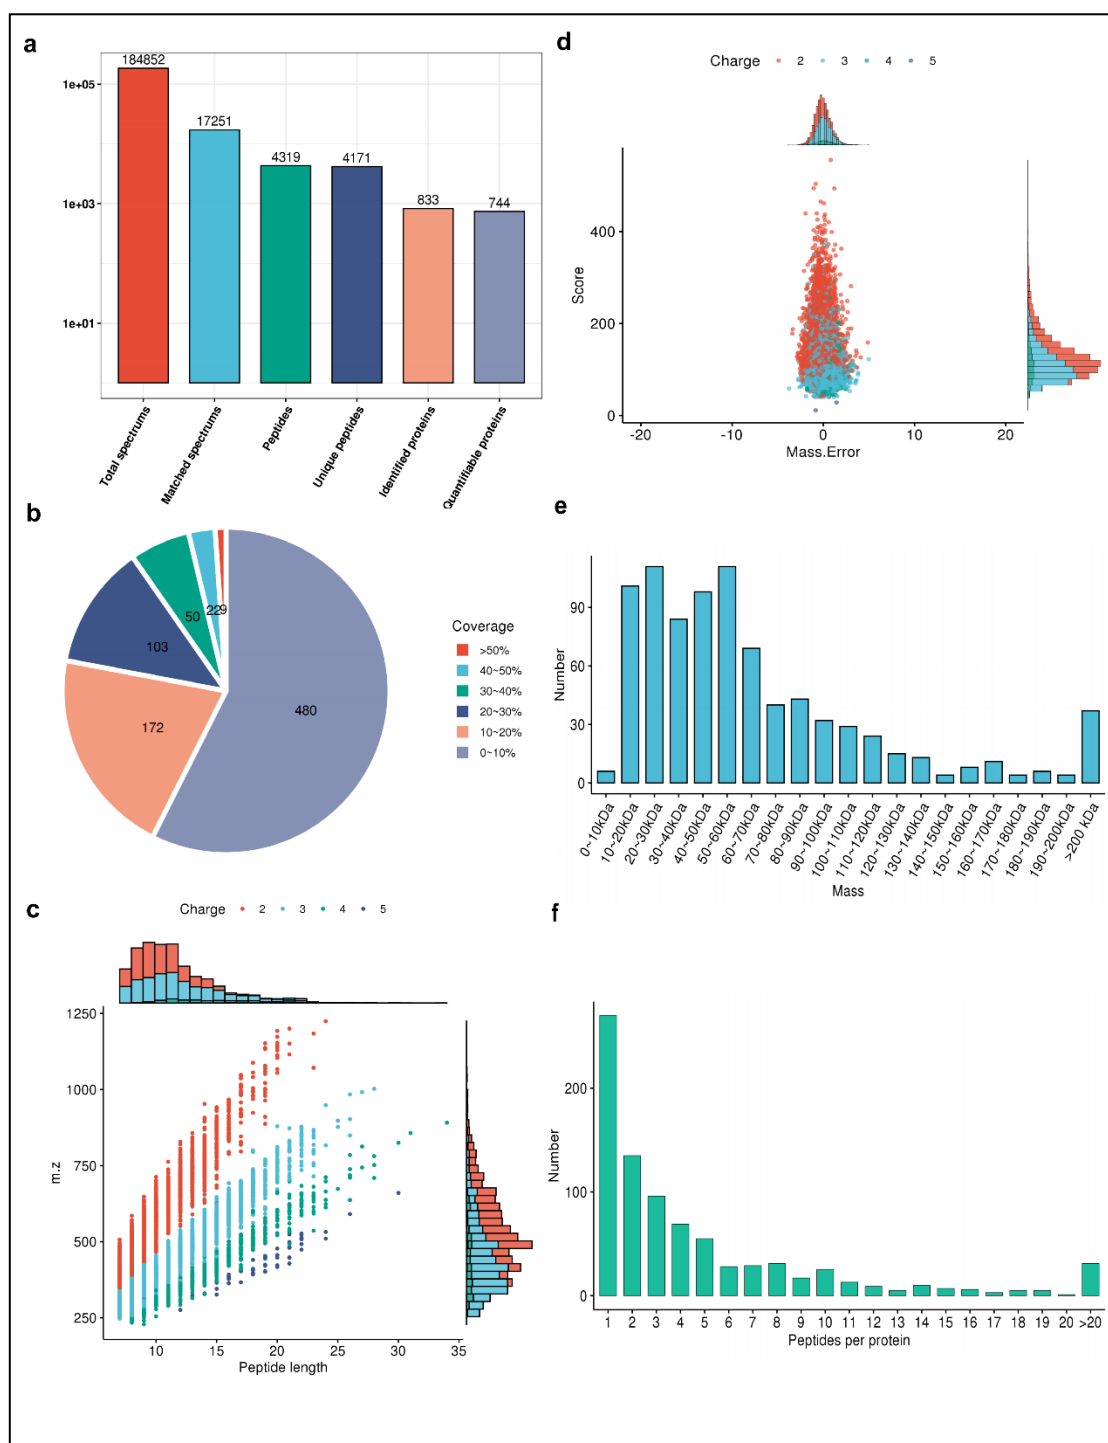 a
184852
17251
4319
4171
833
744
1e+05
1e+03
1e+01
Total spectrums
Matched spectrums
Peptides
Unique peptides
Identified proteins
Quantifiable proteins
b
480
172
103
50
22
9
Coverage
>50%
40~50%
30~40%
20~30%
10~20%
0~10%
c
Charge 2 3 4 5
1250
1000
750
500
250
m.z
10 15 20 25 30 35
Peptide length
d
Charge 2 3 4 5
400
200
0
Score
-20 -10 0 10 20
Mass.Error
e
90
60
30
0
Number
0~10kDa
10~20kDa
20~30kDa
30~40kDa
40~50kDa
50~60kDa
60~70kDa
70~80kDa
80~90kDa
90~100kDa
100~110kDa
110~120kDa
120~130kDa
130~140kDa
140~150kDa
150~160kDa
160~170kDa
170~180kDa
180~190kDa
190~200kDa
>200 kDa
Mass
f
200
100
0
Number
1 2 3 4 5 6 7 8 9 10 11 12 13 14 15 16 17 18 19 20 >20
Peptides per protein